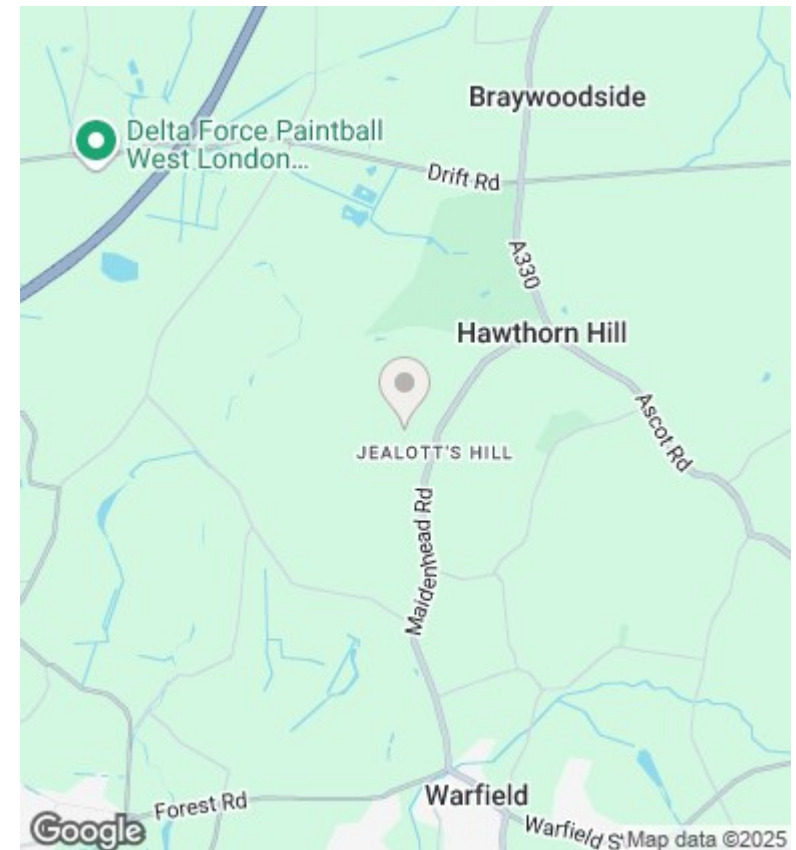 Braywoodside
Delta Force Paintball
West London...
Drift Rd
A330
Hawthorn Hill
Ascot Rd
JEALOTT'S HILL
Maidenhead Rd
Forest Rd
Warfield
Warfield S
Google
Map data ©2025